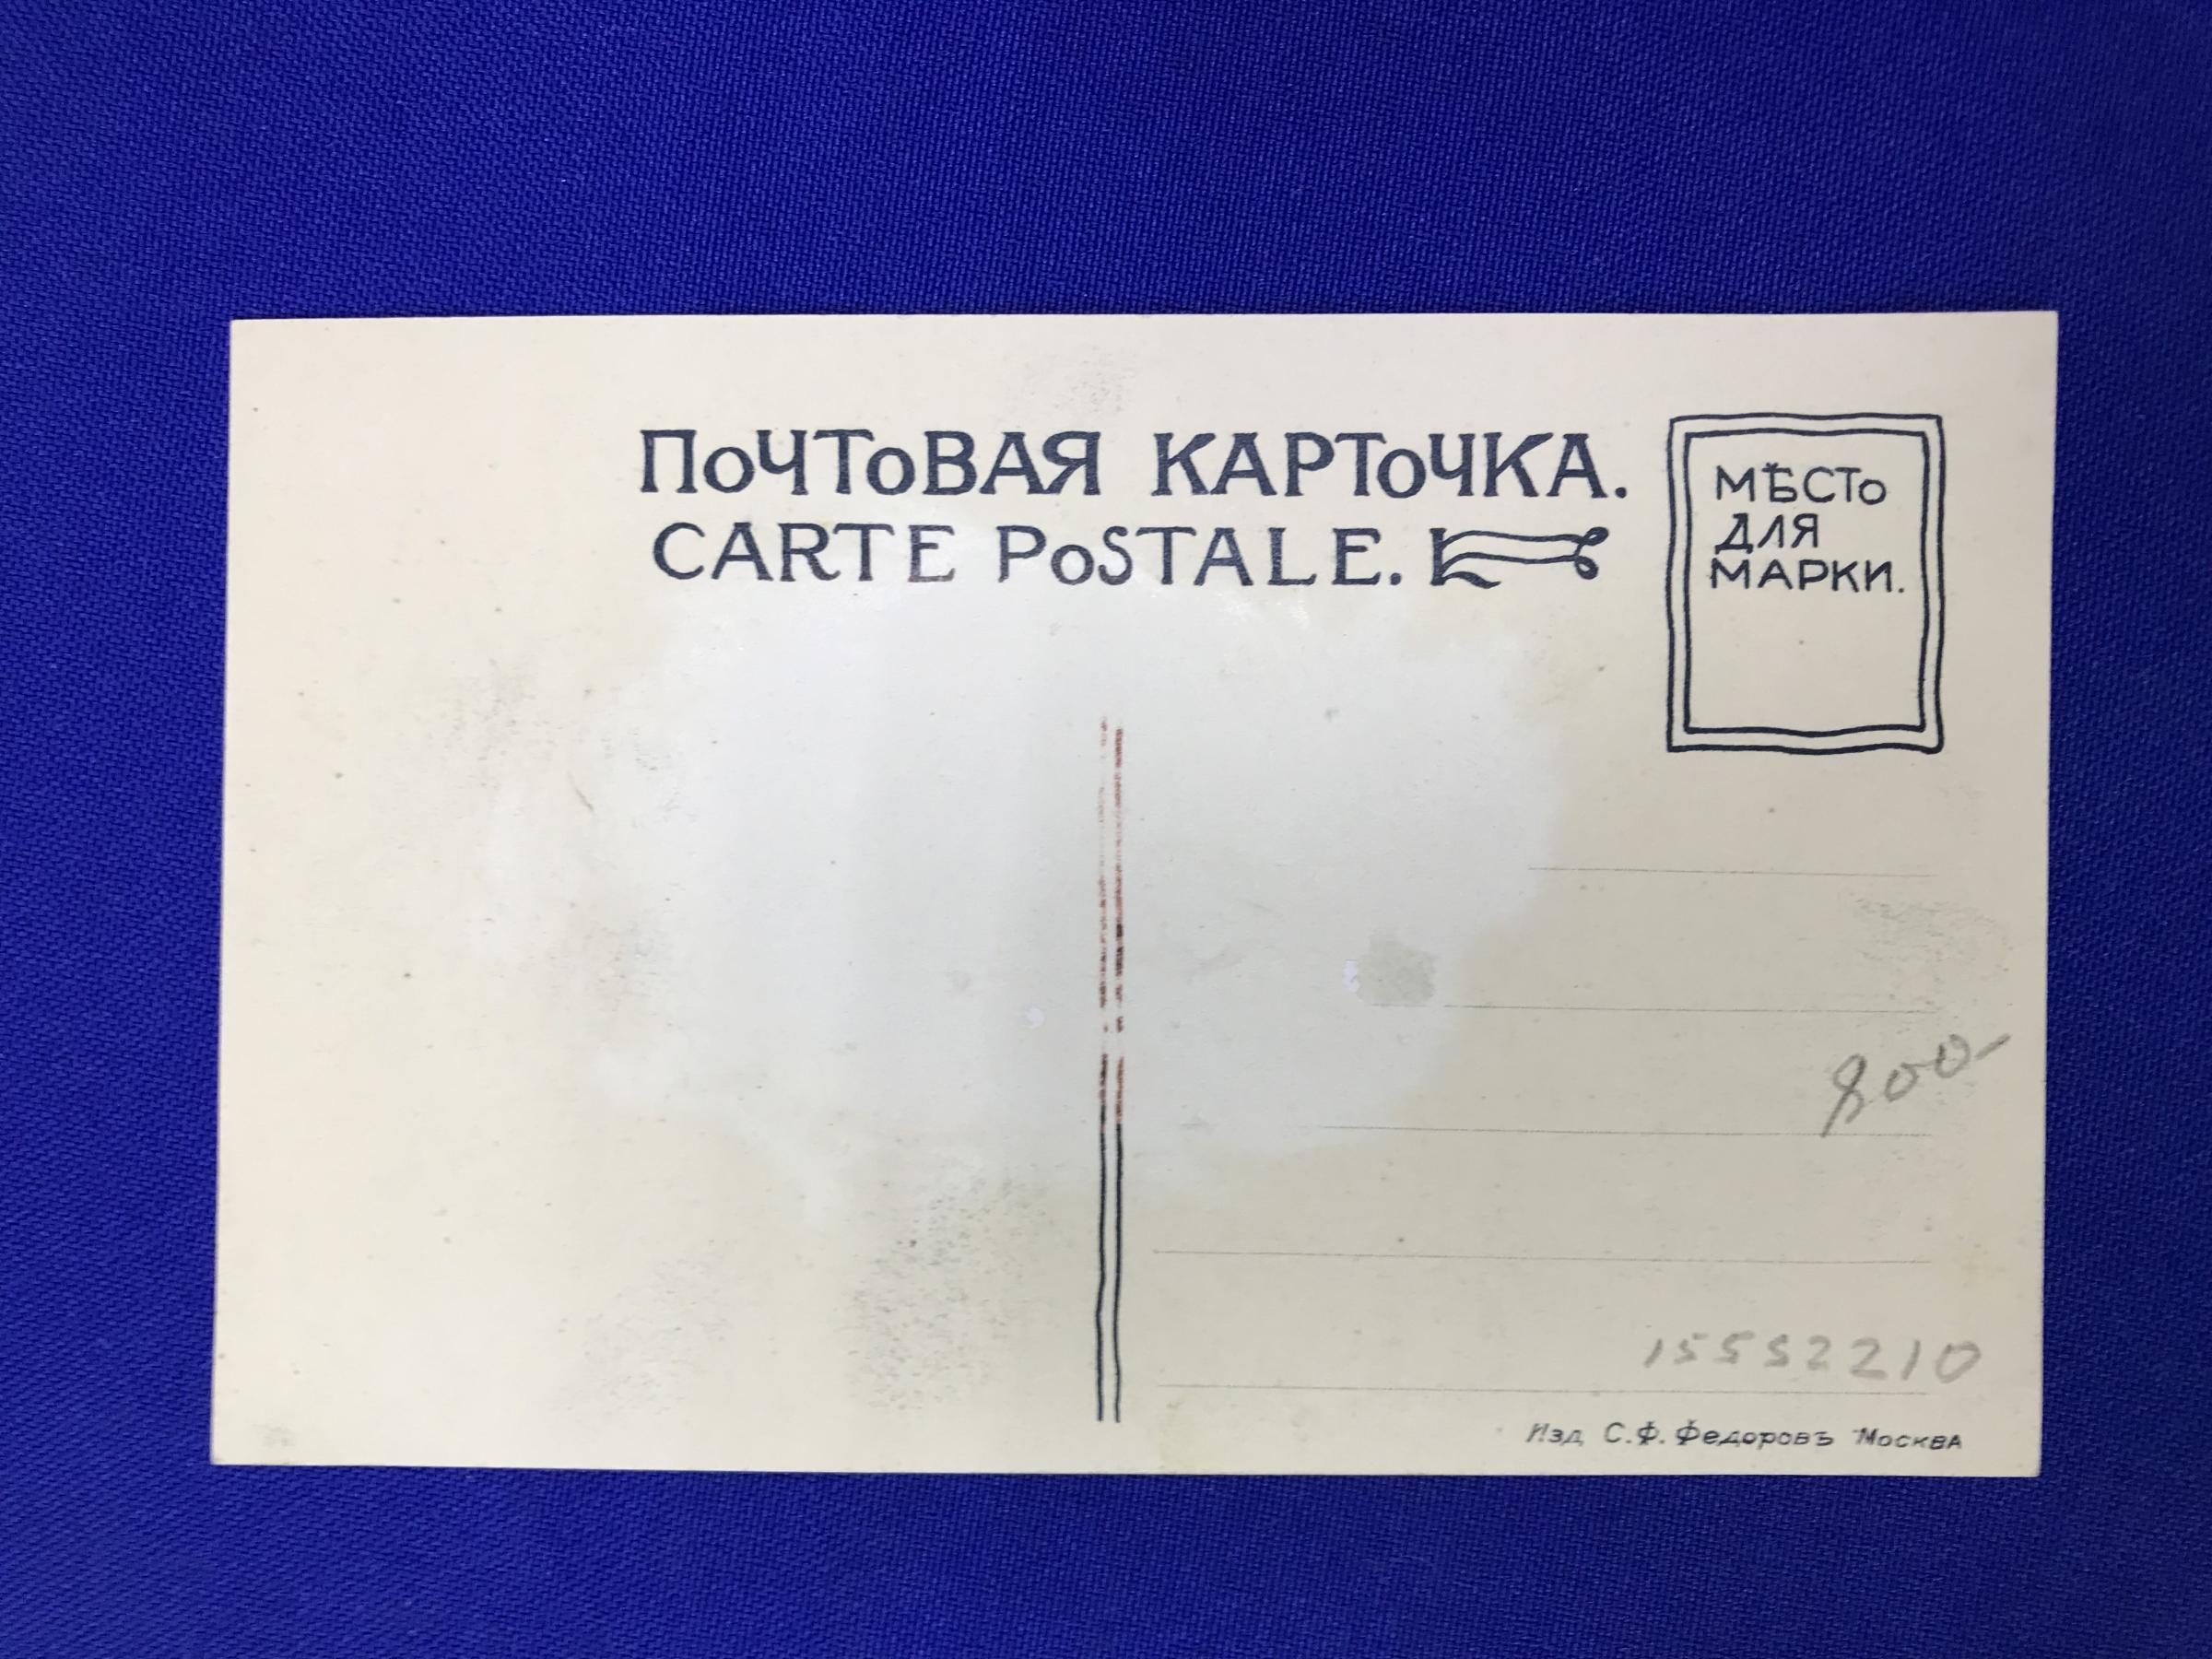 ПОЧТОВАЯ КАРТОЧКА.
CARTE POSTALE.
МѢСТО
ДЛЯ
МАРКИ.
800-
15552210
Изд С.Ф. Федоровъ Москва